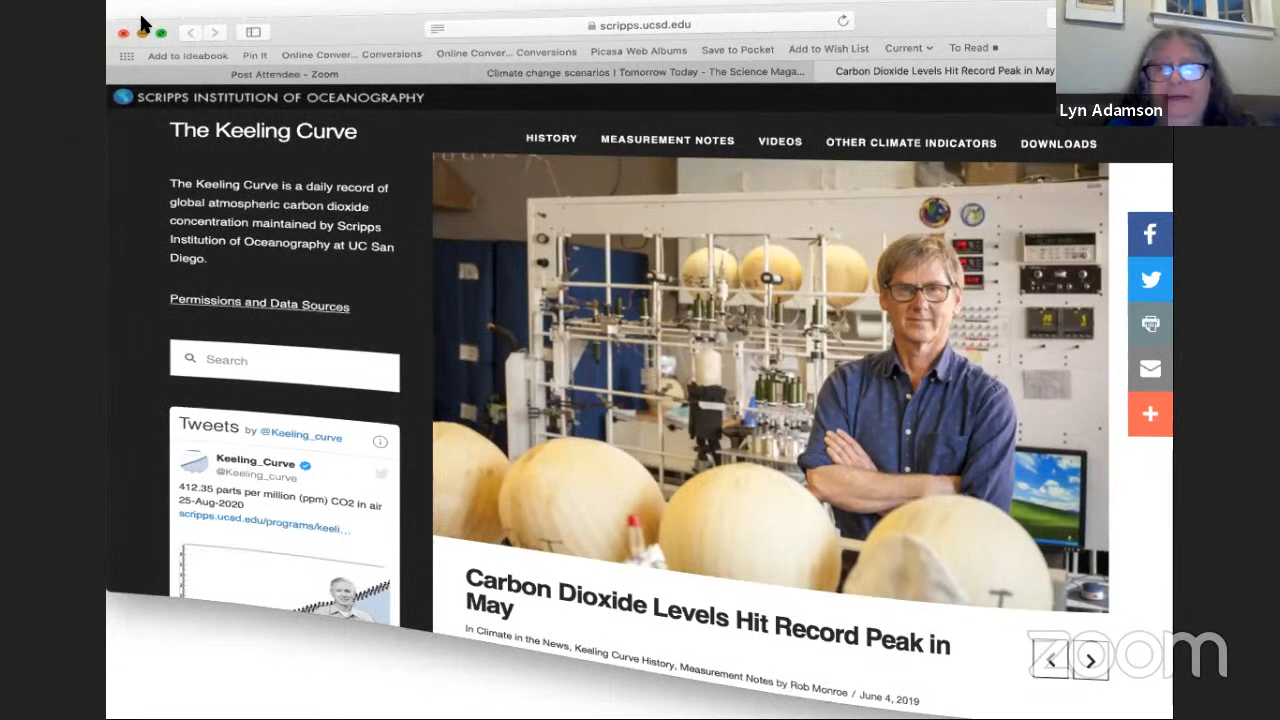 scripps.ucsd.edu
Add to Ideabook Pin It Online Conver... Conversions Online Conver... Conversions Picasa Web Albums Save to Pocket Add to Wish List Current To Read
Post Attendee - Zoom Climate change scenarios | Tomorrow Today - The Science Maga... Carbon Dioxide Levels Hit Record Peak in May
Lyn Adamson
SCRIPPS INSTITUTION OF OCEANOGRAPHY
The Keeling Curve
HISTORY MEASUREMENT NOTES VIDEOS OTHER CLIMATE INDICATORS DOWNLOADS
The Keeling Curve is a daily record of
global atmospheric carbon dioxide
concentration maintained by Scripps
Institution of Oceanography at UC San
Diego.
Permissions and Data Sources
Search
Tweets by @Keeling_curve
Keeling_Curve
@Keeling_curve
412.35 parts per million (ppm) CO2 in air
25-Aug-2020
scripps.ucsd.edu/programs/keeli...
Carbon Dioxide Levels Hit Record Peak in
May
In Climate in the News, Keeling Curve History, Measurement Notes by Rob Monroe / June 4, 2019
zoom